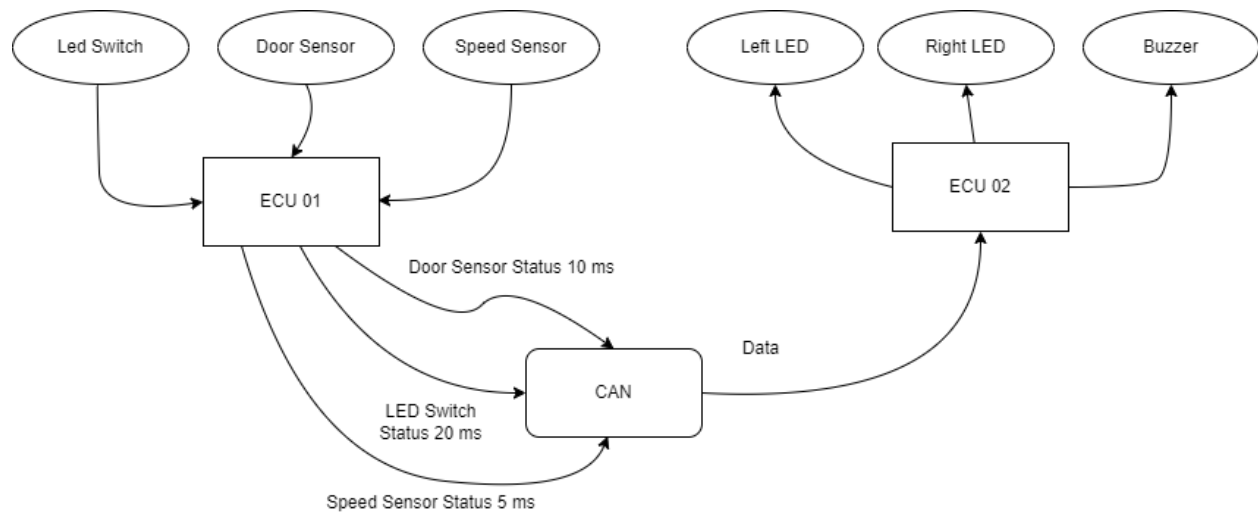 Led Switch
Door Sensor
Speed Sensor
Left LED
Right LED
Buzzer
ECU 01
ECU 02
Door Sensor Status 10 ms
Data
CAN
LED Switch
Status 20 ms
Speed Sensor Status 5 ms